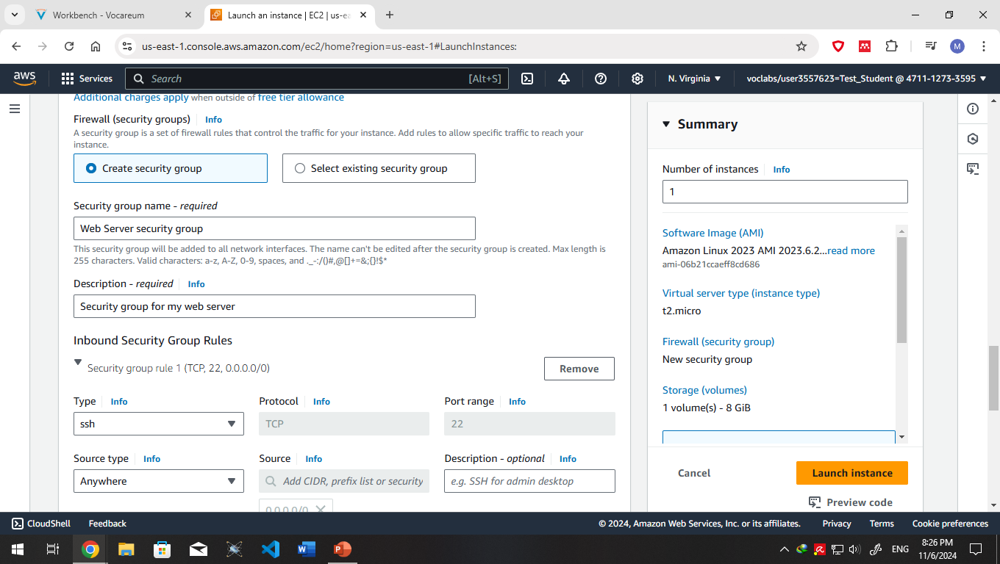 Workbench - Vocareum
Launch an instance | EC2 | us-ea
us-east-1.console.aws.amazon.com/ec2/home?region=us-east-1#LaunchInstances:
M
aws
Services
Search
[Alt+S]
N. Virginia
voclabs/user3557623=Test_Student @ 4711-1273-3595
Additional charges apply when outside of free tier allowance
Firewall (security groups)
Info
A security group is a set of firewall rules that control the traffic for your instance. Add rules to allow specific traffic to reach your
instance.
Create security group
Select existing security group
Security group name - required
Web Server security group
This security group will be added to all network interfaces. The name can't be edited after the security group is created. Max length is
255 characters. Valid characters: a-z, A-Z, 0-9, spaces, and ._-:/()#,@[]+=&;{}!$*
Description - required
Info
Security group for my web server
Inbound Security Group Rules
Security group rule 1 (TCP, 22, 0.0.0.0/0)
Remove
Type
Info
Protocol
Info
Port range
Info
ssh
TCP
22
Source type
Info
Source
Info
Description - optional
Info
Anywhere
Add CIDR, prefix list or security
e.g. SSH for admin desktop
0.0.0.0/0
Summary
Number of instances
Info
1
Software Image (AMI)
Amazon Linux 2023 AMI 2023.6.2...read more
ami-06b21ccaeff8cd686
Virtual server type (instance type)
t2.micro
Firewall (security group)
New security group
Storage (volumes)
1 volume(s) - 8 GiB
Cancel
Launch instance
Preview code
CloudShell
Feedback
© 2024, Amazon Web Services, Inc. or its affiliates.
Privacy
Terms
Cookie preferences
ENG
8:26 PM
11/6/2024